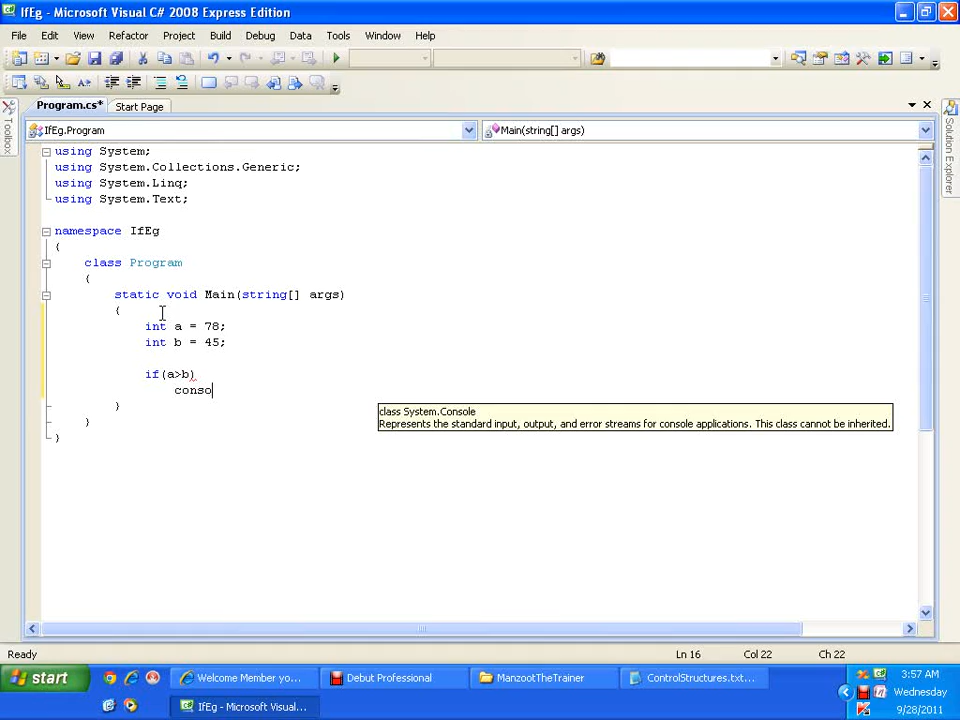 IfEg - Microsoft Visual C# 2008 Express Edition
File Edit View Refactor Project Build Debug Data Tools Window Help
Program.cs* Start Page
IfEg.Program Main(string[] args)
Toolbox
Solution Explorer
using System;
using System.Collections.Generic;
using System.Linq;
using System.Text;
namespace IfEg
{
class Program
{
static void Main(string[] args)
{
int a = 78;
int b = 45;
if(a>b)
conso
}
}
}
class System.Console
Represents the standard input, output, and error streams for console applications. This class cannot be inherited.
Ready Ln 16 Col 22 Ch 22
start Welcome Member yo... Debut Professional ManzootTheTrainer ControlStructures.txt... 3:57 AM
Wednesday
IfEg - Microsoft Visual... 9/28/2011